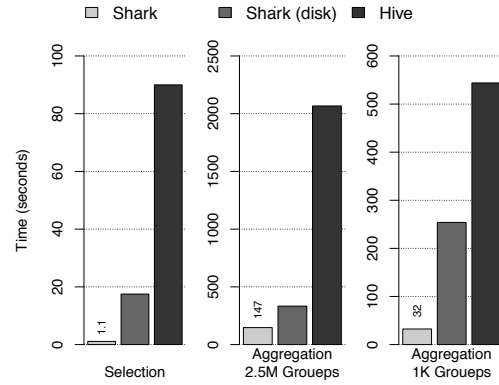 Shark Shark (disk) Hive
Time (seconds)
0 20 40 60 80 100
1.1
Selection
0 500 1000 1500 2000 2500
147
Aggregation
2.5M Groueps
0 100 200 300 400 500 600
32
Aggregation
1K Groueps